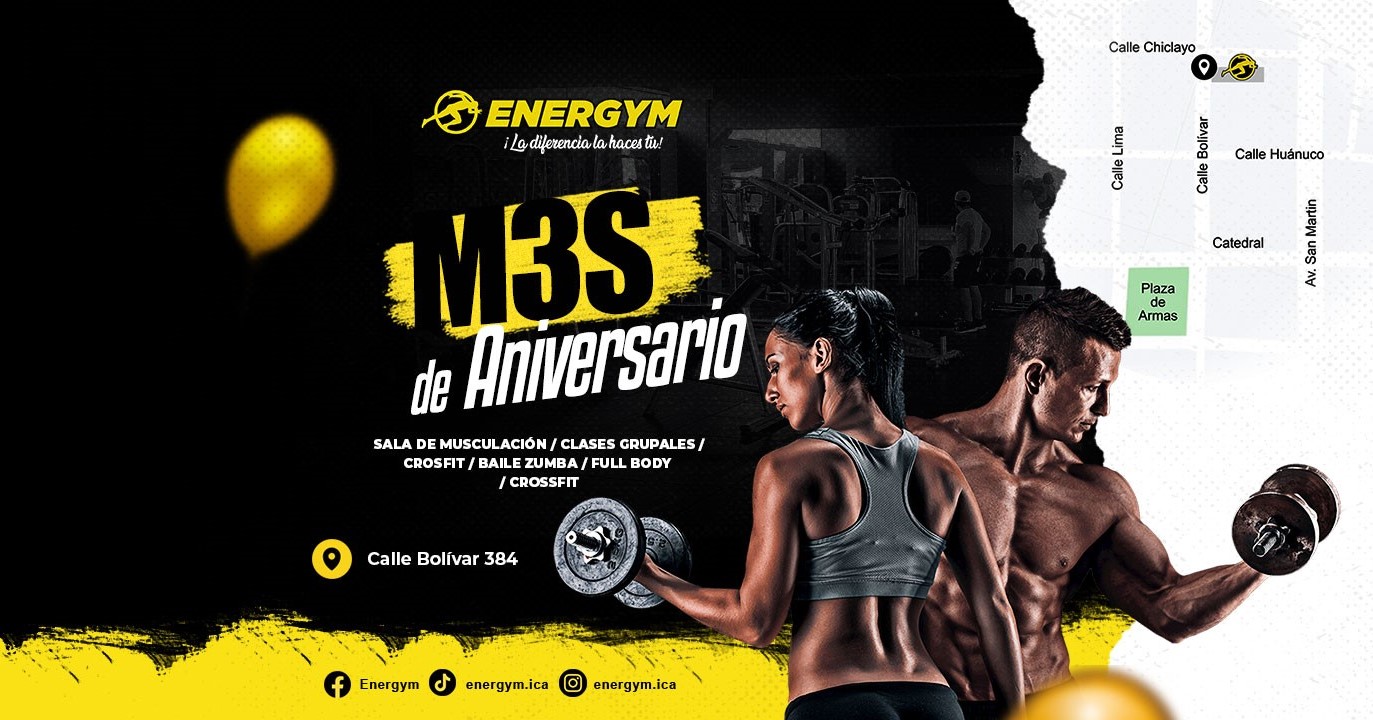 ENERGYM
¡La diferencia la haces tú!
M3S
de Aniversario
SALA DE MUSCULACIÓN / CLASES GRUPALES /
CROSFIT / BAILE ZUMBA / FULL BODY
/ CROSSFIT
Calle Bolívar 384
Energym
energym.ica
energym.ica
Calle Chiclayo
Calle Lima
Calle Bolívar
Calle Huánuco
Catedral
Av. San Martin
Plaza
de
Armas